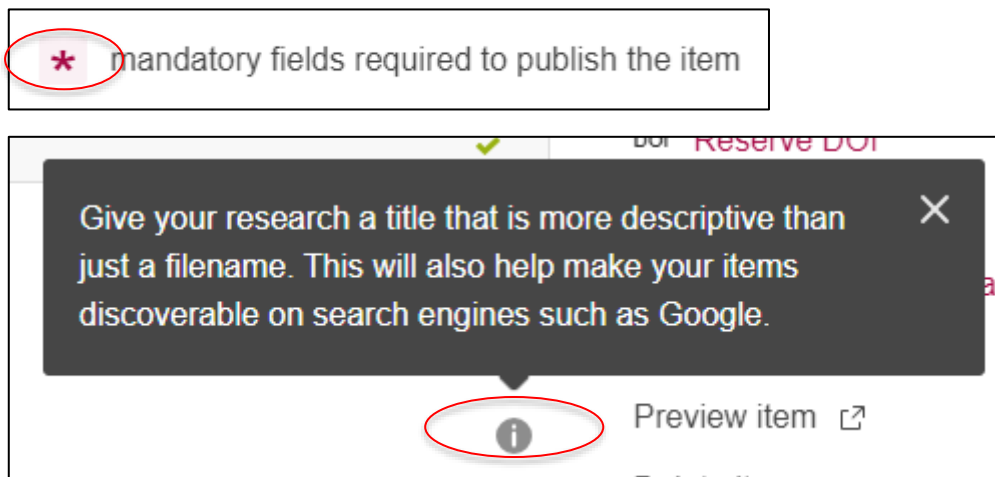 * mandatory fields required to publish the item
DOI Reserve DOI
Give your research a title that is more descriptive than
just a filename. This will also help make your items
discoverable on search engines such as Google.
a
Preview item